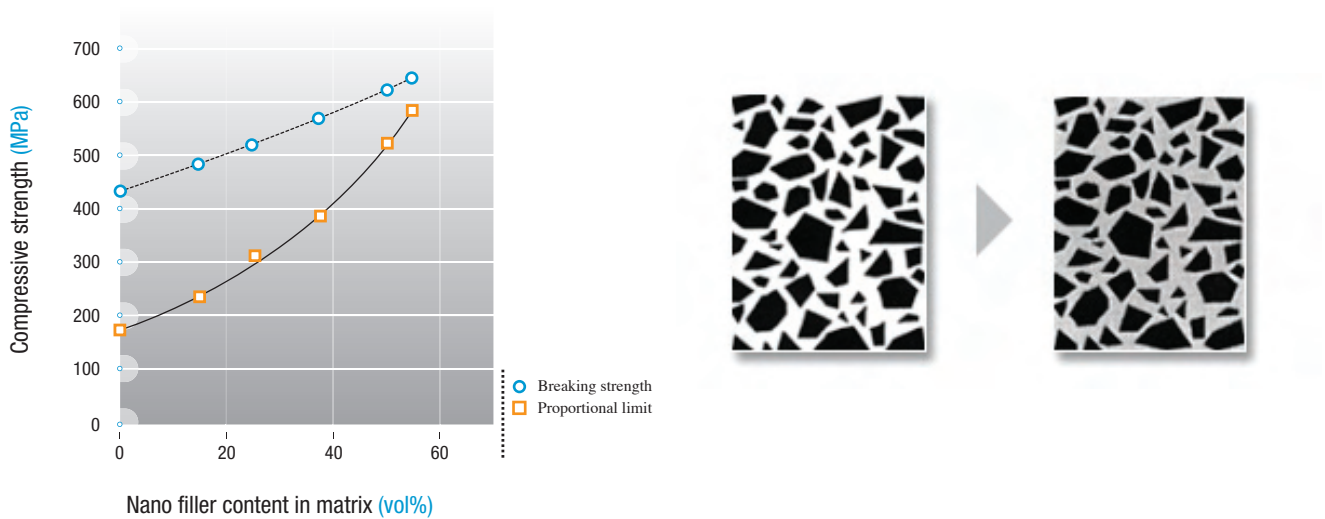 Compressive strength (MPa)
700
600
500
400
300
200
100
0
0 20 40 60
Nano filler content in matrix (vol%)
Breaking strength
Proportional limit